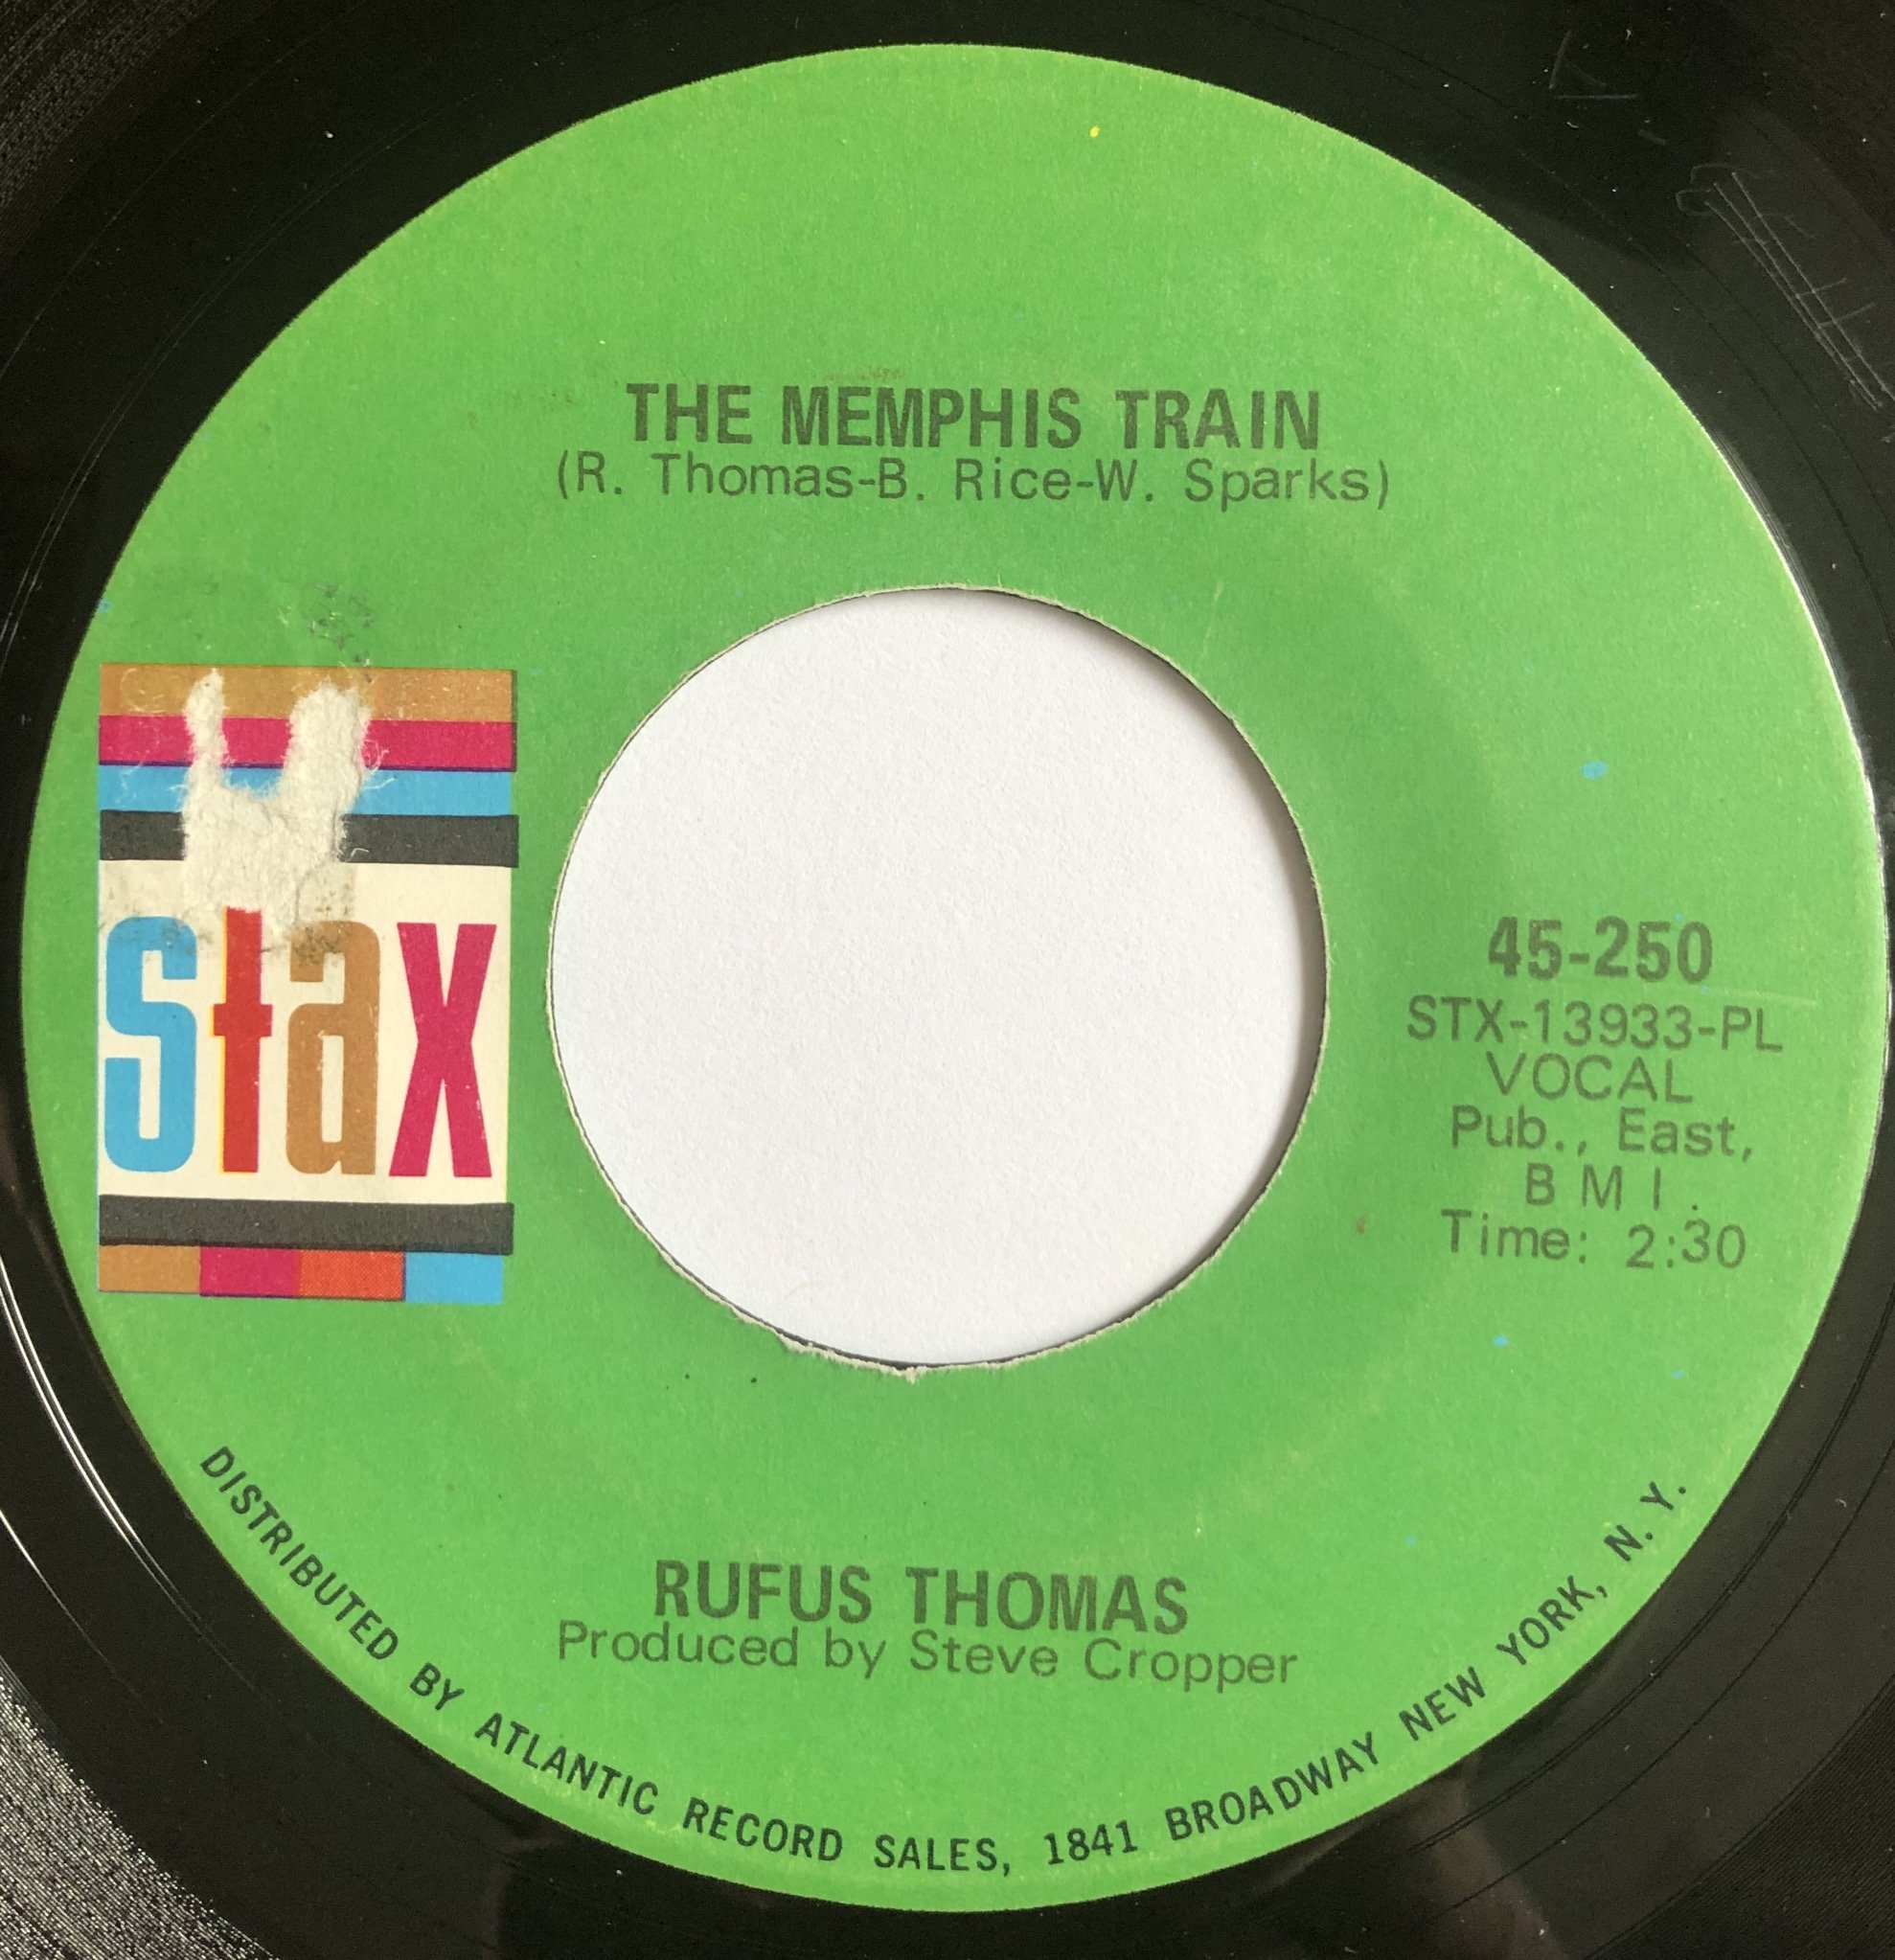 THE MEMPHIS TRAIN
(R. Thomas-B. Rice-W. Sparks)
stax
45-250
STX-13933-PL
VOCAL
Pub., East,
B M I .
Time: 2:30
RUFUS THOMAS
Produced by Steve Cropper
DISTRIBUTED BY ATLANTIC RECORD SALES, 1841 BROADWAY NEW YORK, N. Y.